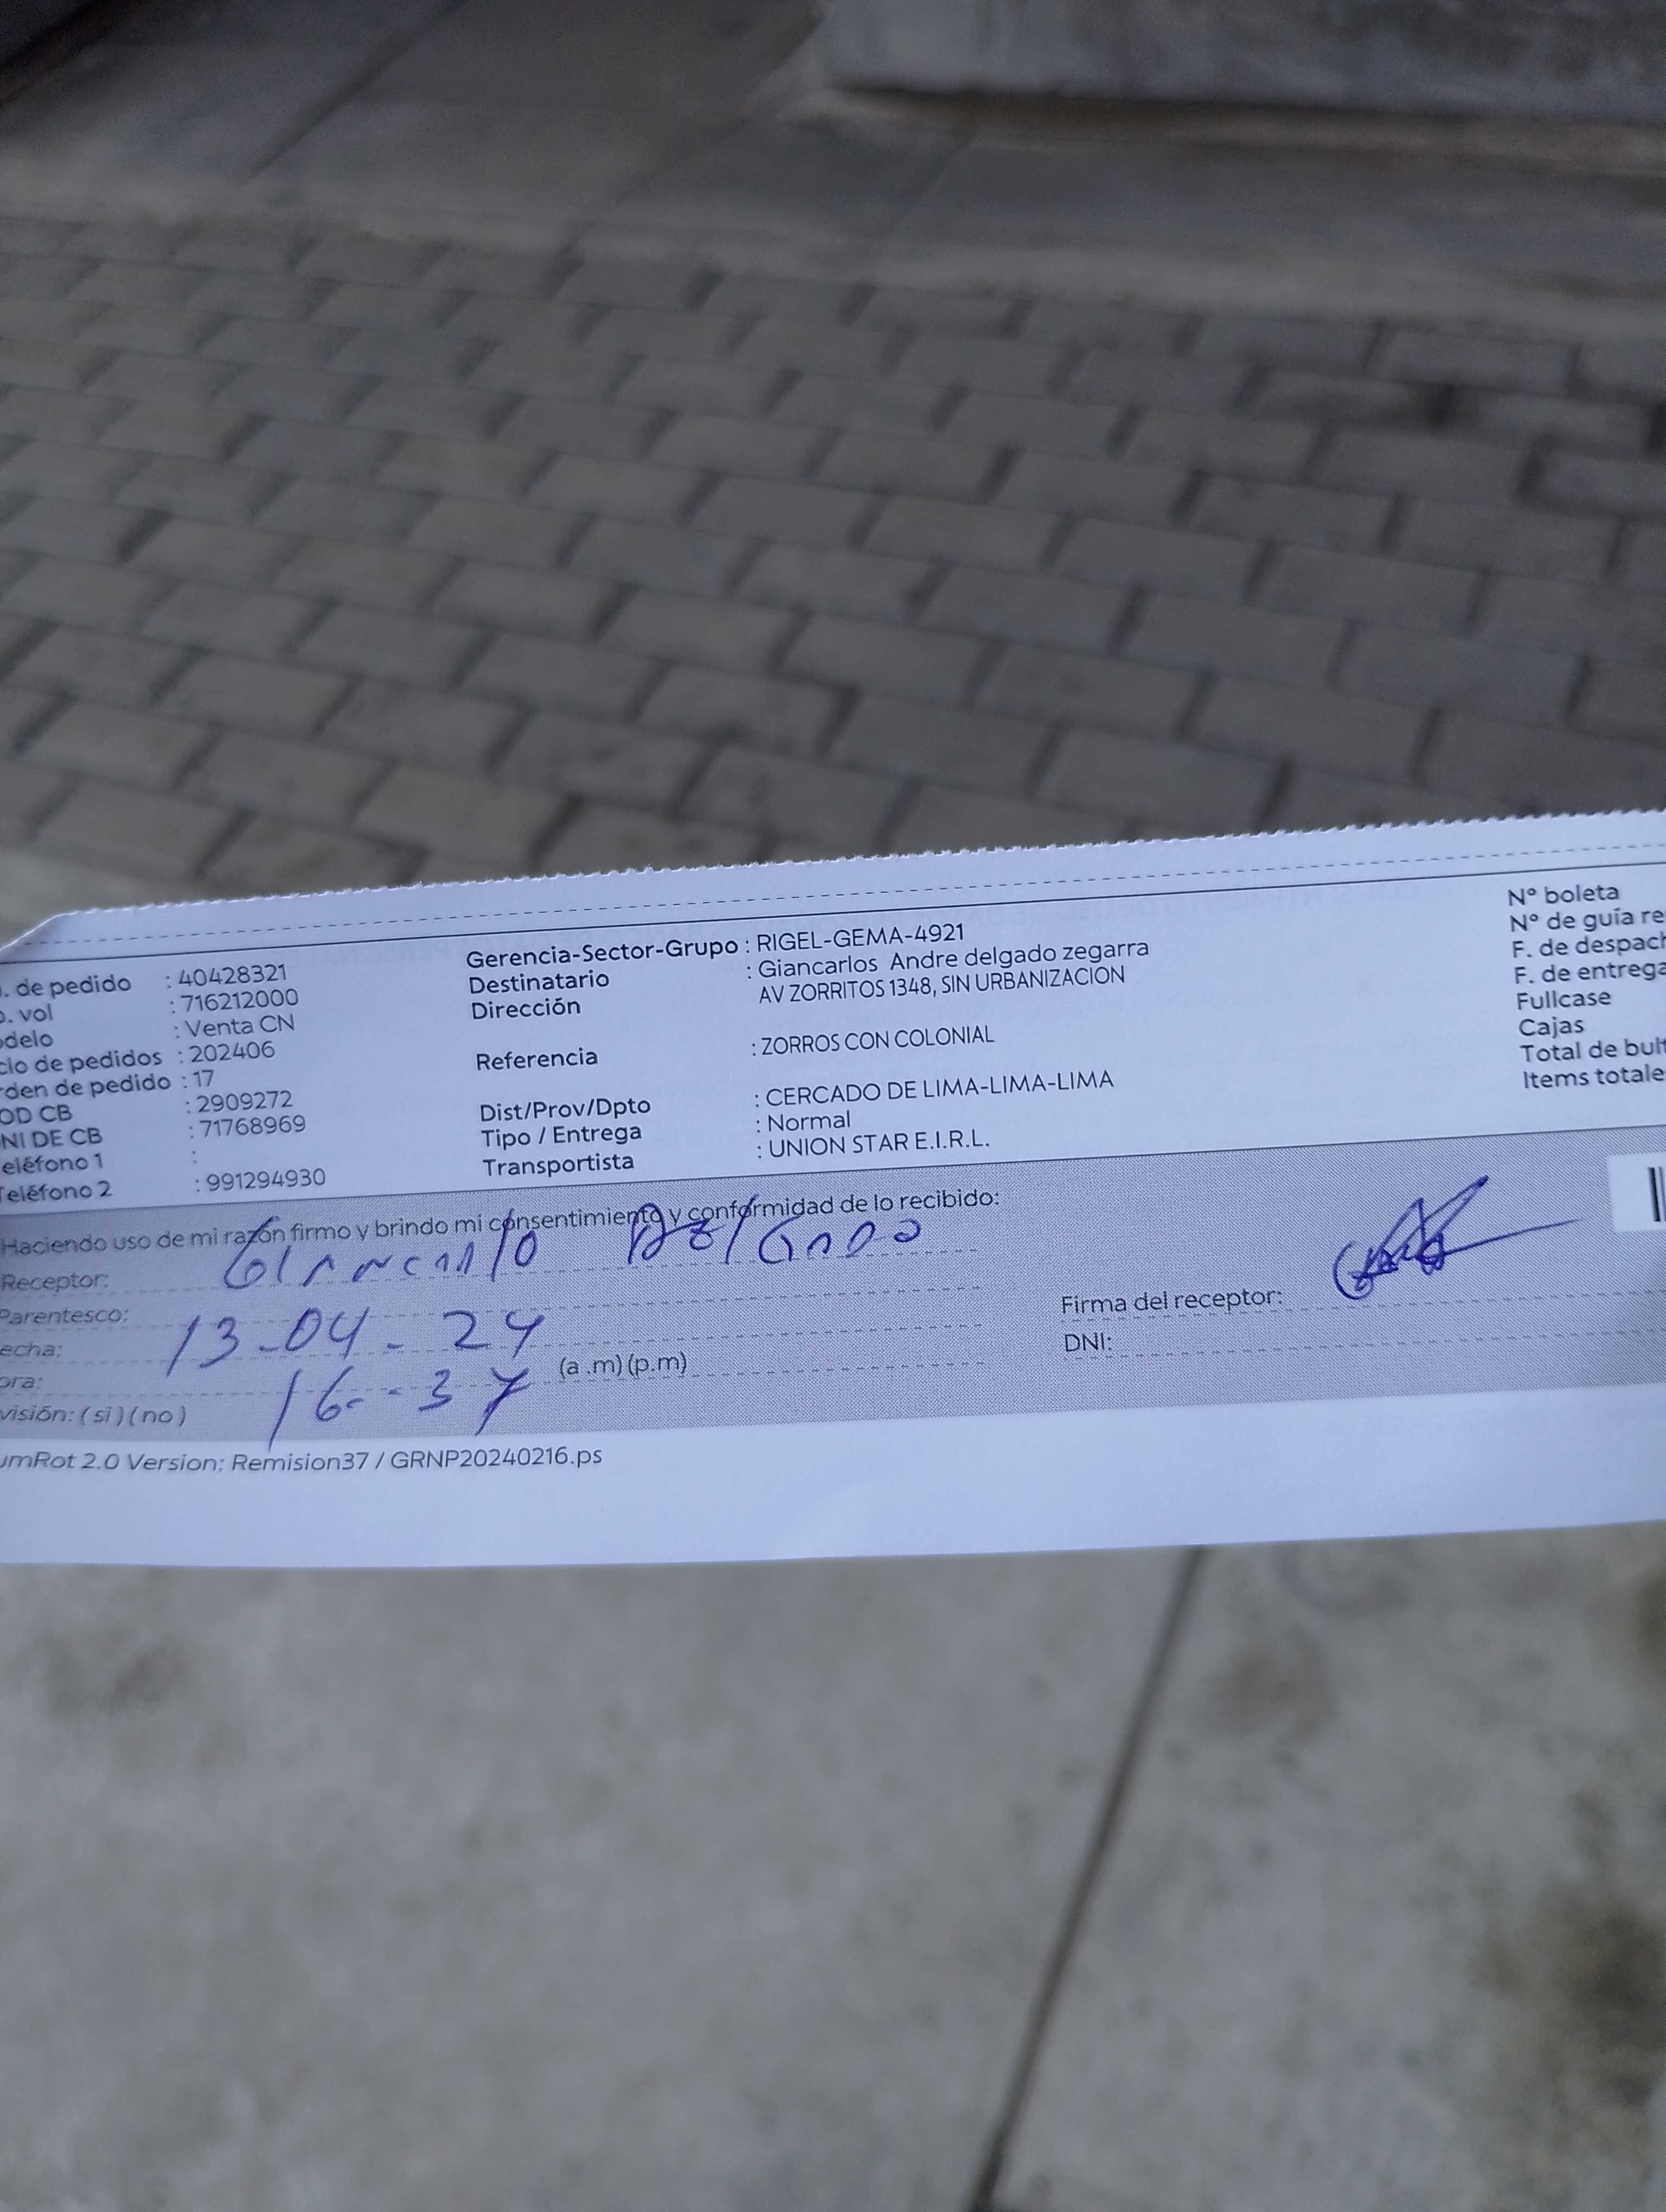 . de pedido : 40428321
o. vol : 716212000
odelo : Venta CN
clo de pedidos : 202406
rden de pedido : 17
OD CB : 2909272
NI DE CB : 71768969
eléfono 1 :
Teléfono 2 : 991294930
Gerencia-Sector-Grupo : RIGEL-GEMA-4921
Destinatario : Giancarlos Andre delgado zegarra
Dirección AV ZORRITOS 1348, SIN URBANIZACION
Referencia : ZORROS CON COLONIAL
Dist/Prov/Dpto : CERCADO DE LIMA-LIMA-LIMA
Tipo / Entrega : Normal
Transportista : UNION STAR E.I.R.L.
N° boleta
N° de guía re
F. de despach
F. de entrega
Fullcase
Cajas
Total de bult
Items totale
Haciendo uso de mi razón firmo y brindo mi consentimiento y conformidad de lo recibido:
Receptor: Giancarlo Delgado
Parentesco:
echa: 13-04-24
ora: 16--37 (a .m) (p.m)
visión: ( si ) ( no )
Firma del receptor:
DNI:
umRot 2.0 Version: Remision37 / GRNP20240216.ps